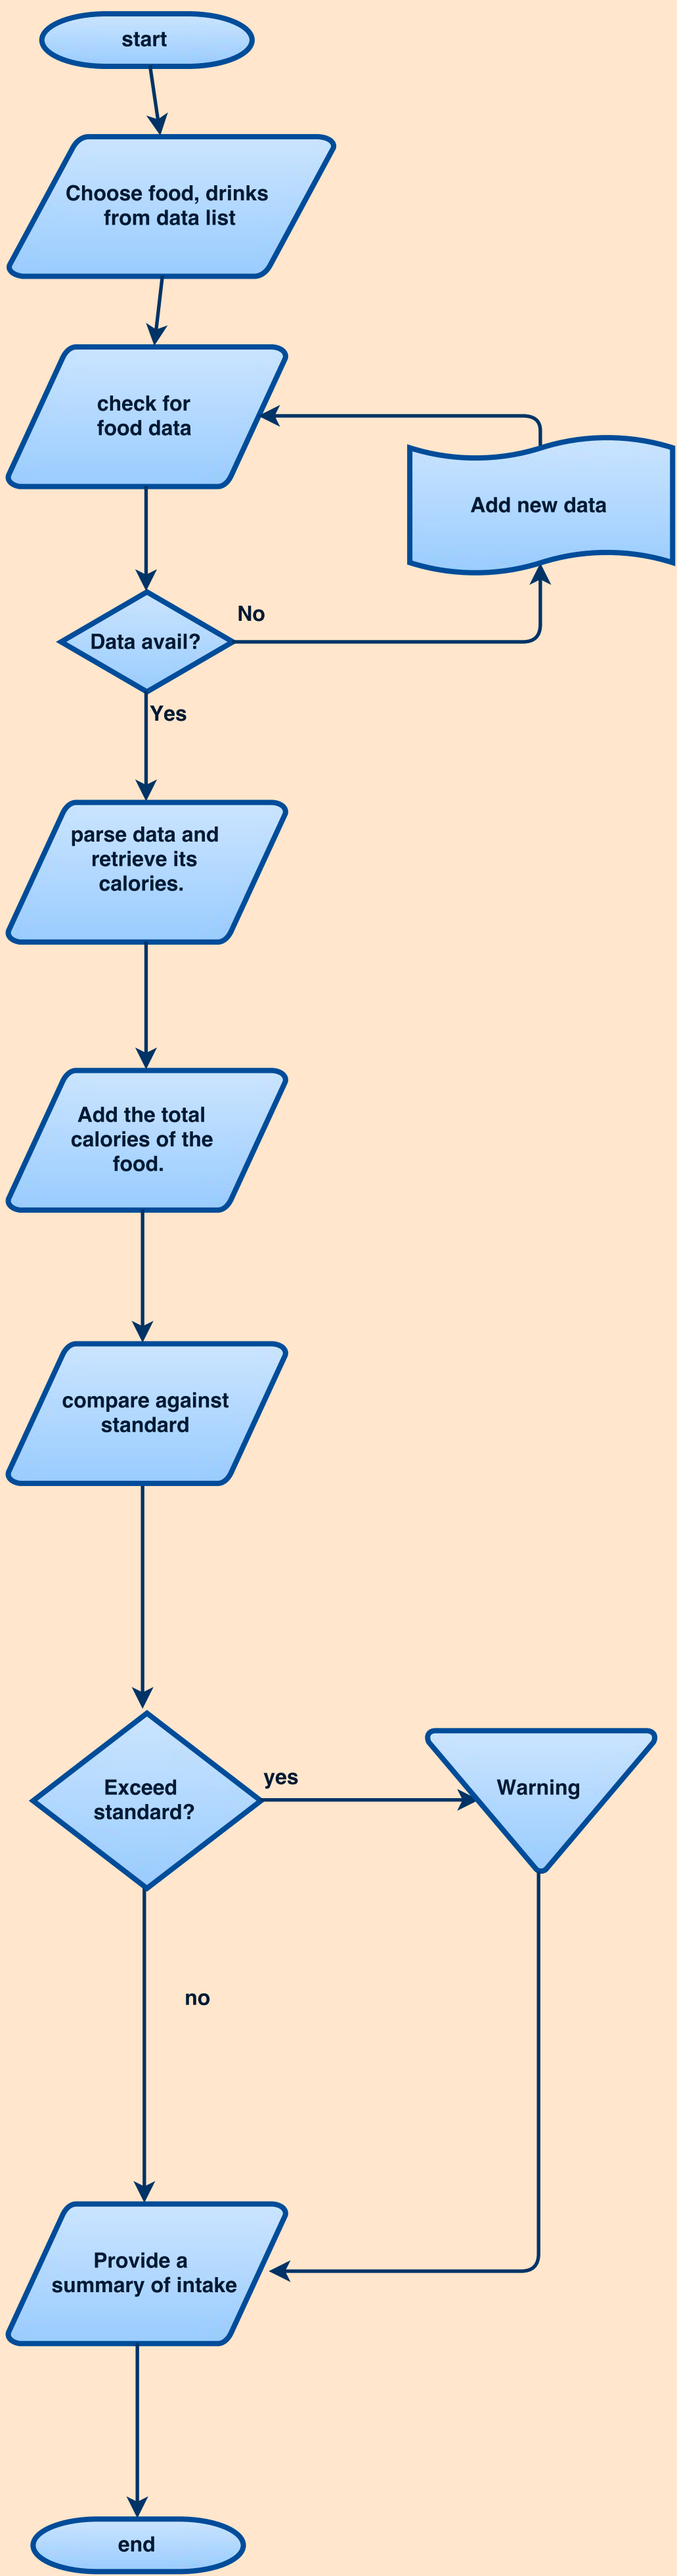 start
Choose food, drinks
from data list
check for
food data
Add new data
No
Data avail?
Yes
parse data and
retrieve its
calories.
Add the total
calories of the
food.
compare against
standard
Exceed
standard?
yes
Warning
no
Provide a
summary of intake
end